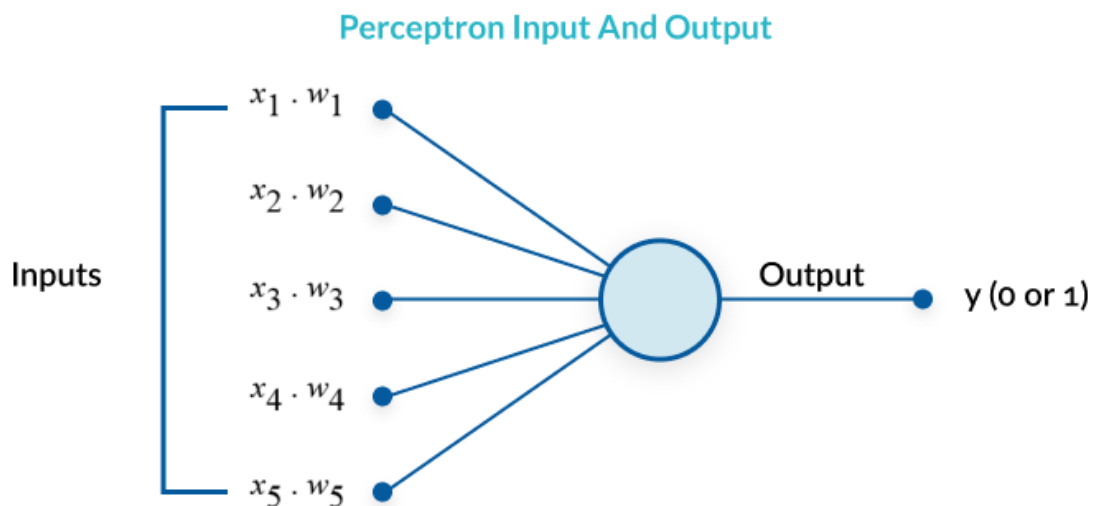 Perceptron Input And Output
x₁ . w₁
x₂ . w₂
Inputs
x₃ . w₃
Output
y (0 or 1)
x₄ . w₄
x₅ . w₅